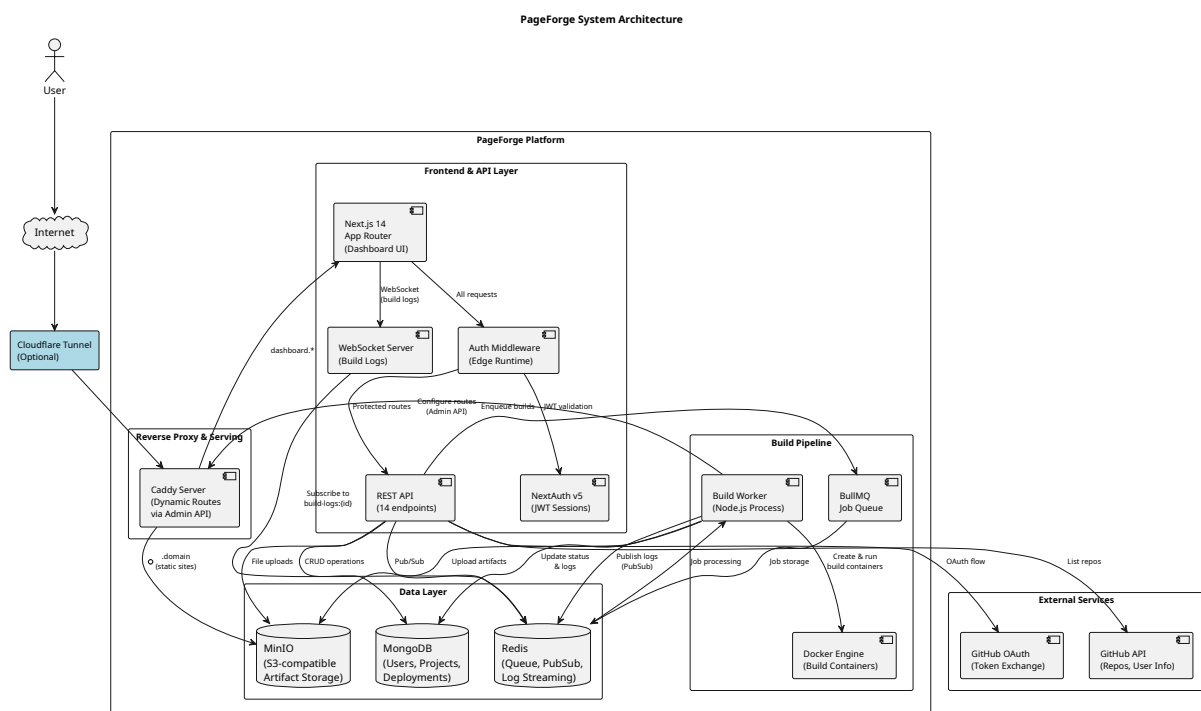 PageForge System Architecture
User
PageForge Platform
Frontend & API Layer
Next.js 14
App Router
(Dashboard UI)
Internet
WebSocket
(build logs)
All requests
Cloudflare Tunnel
(Optional)
WebSocket Server
(Build Logs)
Auth Middleware
(Edge Runtime)
dashboard.*
Protected routes
Configure routes
(Admin API)
Enqueue builds
JWT validation
Reverse Proxy & Serving
Build Pipeline
Caddy Server
(Dynamic Routes
via Admin API)
Subscribe to
build-logs:{id}
REST API
(14 endpoints)
NextAuth v5
(JWT Sessions)
Build Worker
(Node.js Process)
BullMQ
Job Queue
.domain
(static sites)
File uploads
CRUD operations
Pub/Sub
Upload artifacts
Update status
& logs
Publish logs
(PubSub)
Job processing
Job storage
Create & run
build containers
OAuth flow
List repos
Data Layer
External Services
MinIO
(S3-compatible
Artifact Storage)
MongoDB
(Users, Projects,
Deployments)
Redis
(Queue, PubSub,
Log Streaming)
Docker Engine
(Build Containers)
GitHub OAuth
(Token Exchange)
GitHub API
(Repos, User Info)